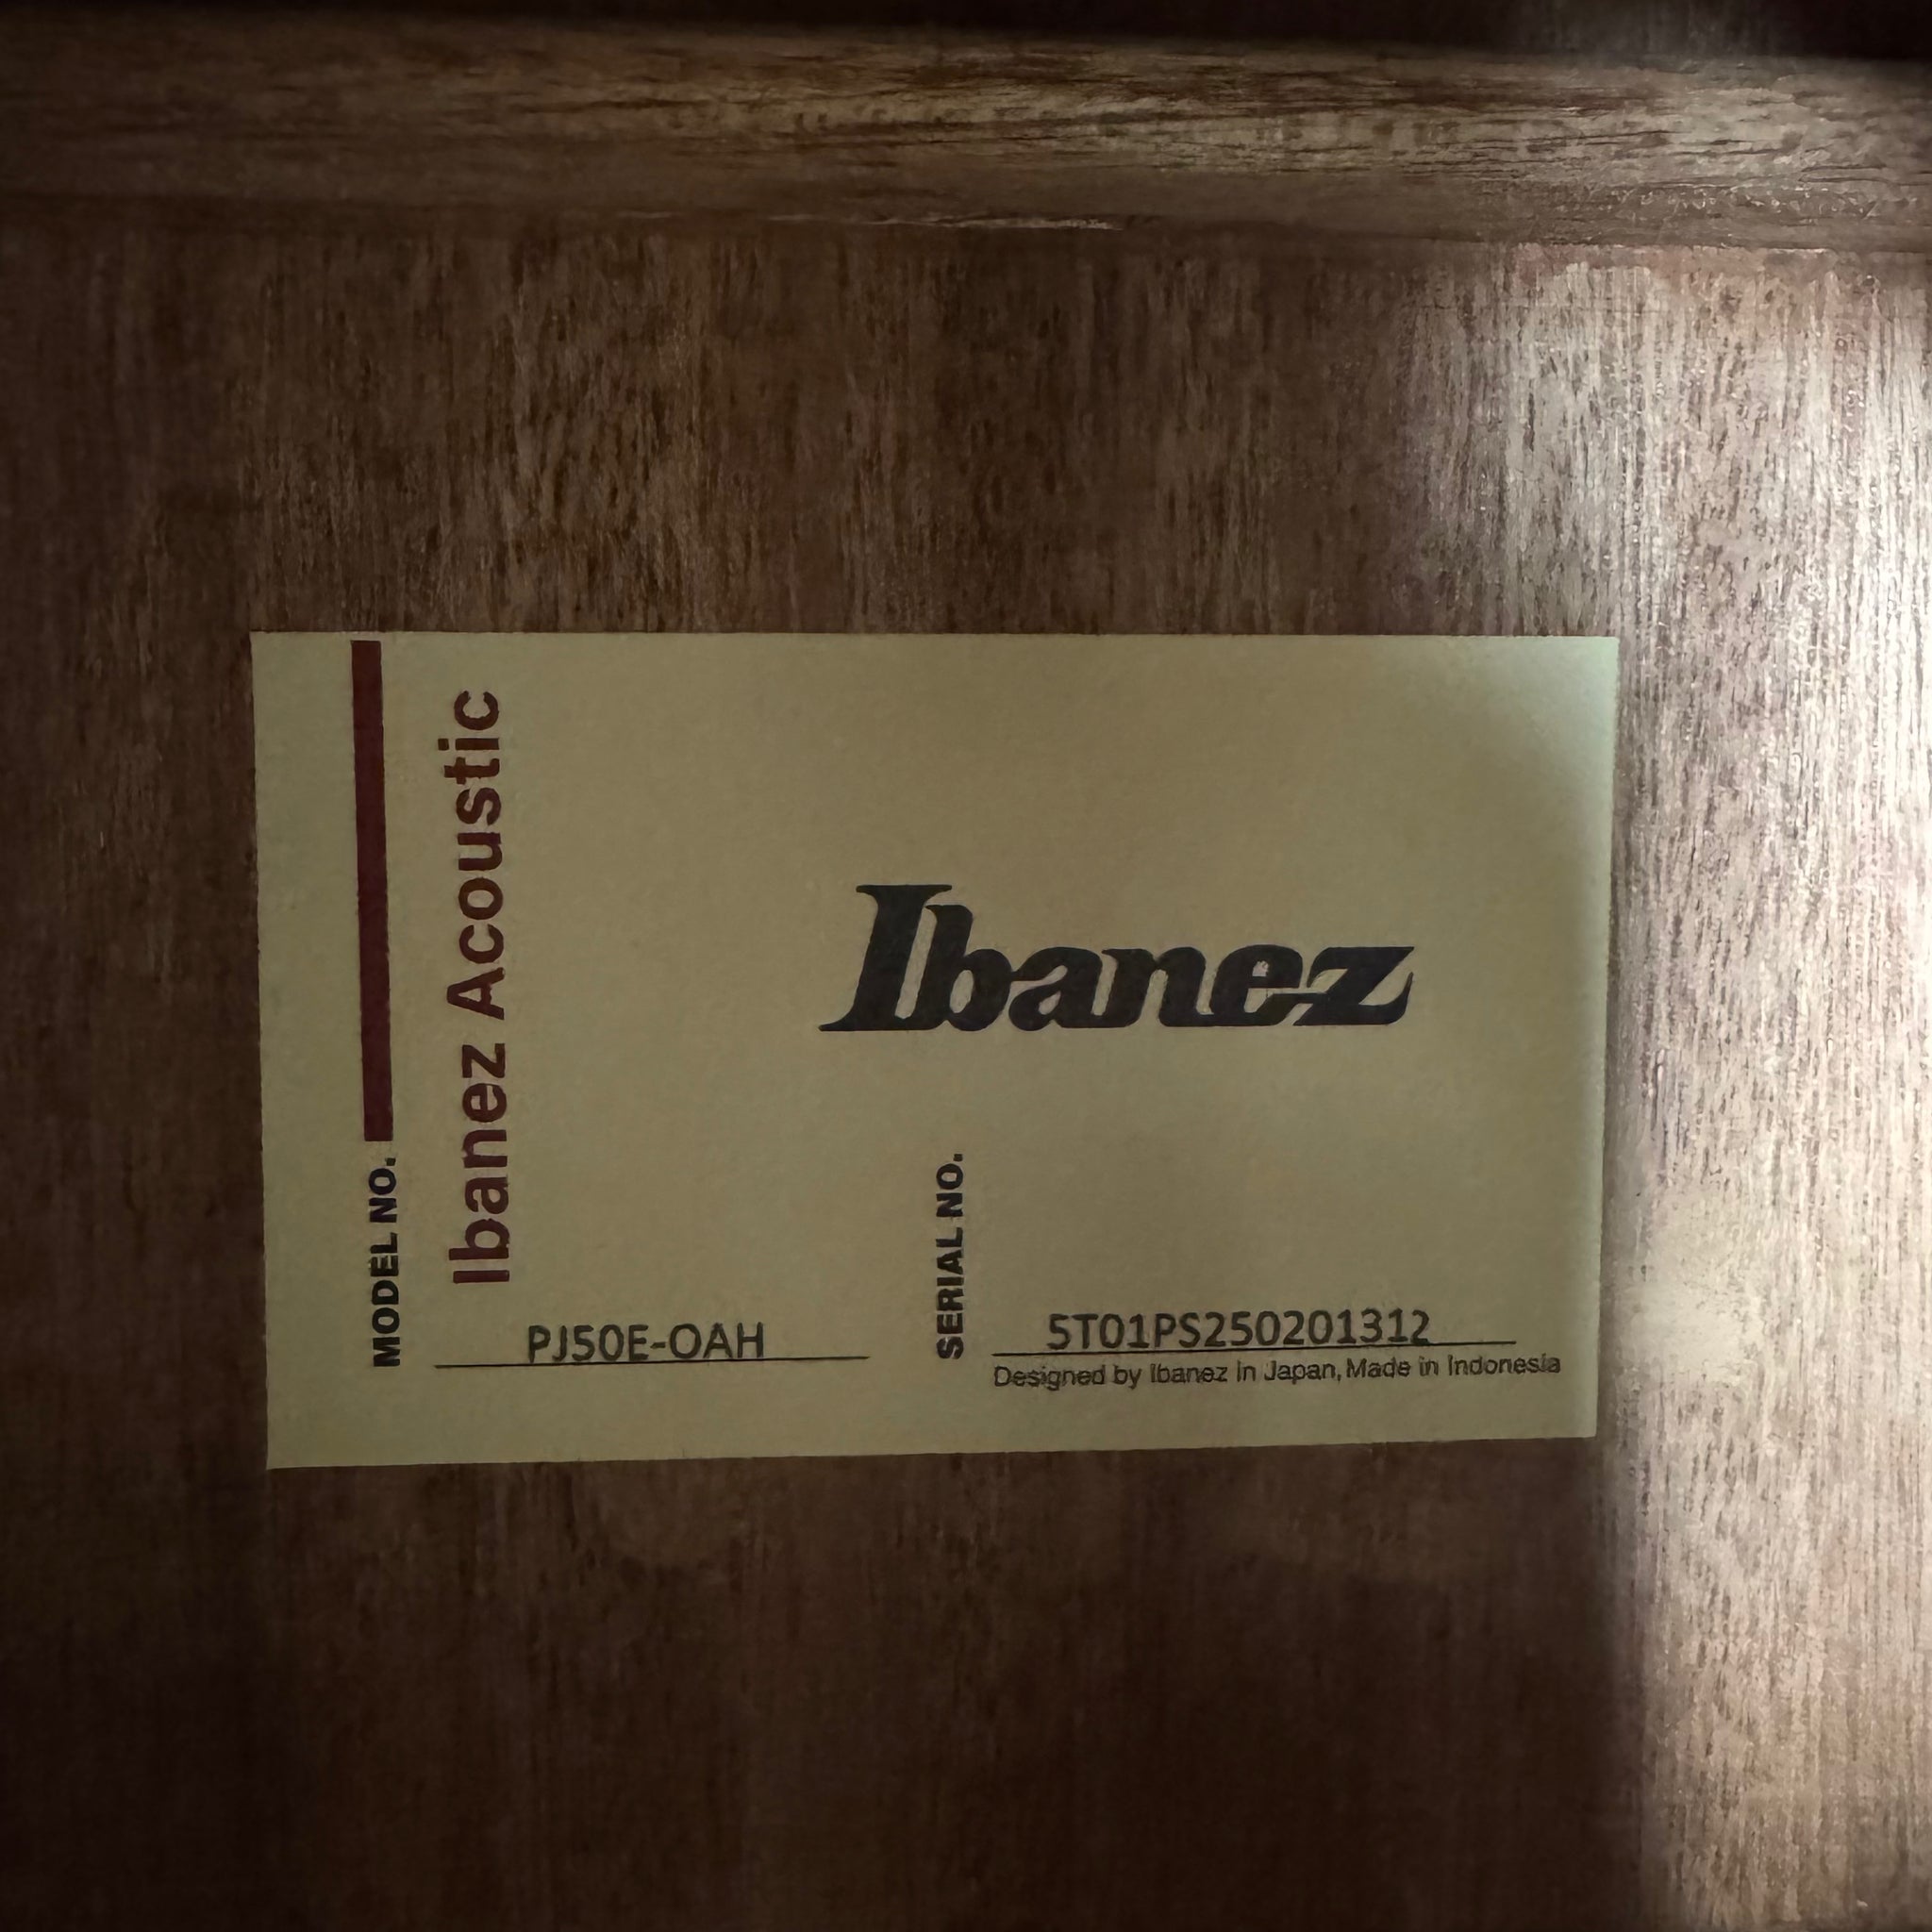 Ibanez Acoustic
Ibanez
MODEL NO.
PJ50E-OAH
SERIAL NO.
5T01PS250201312
Designed by Ibanez in Japan, Made in Indonesia